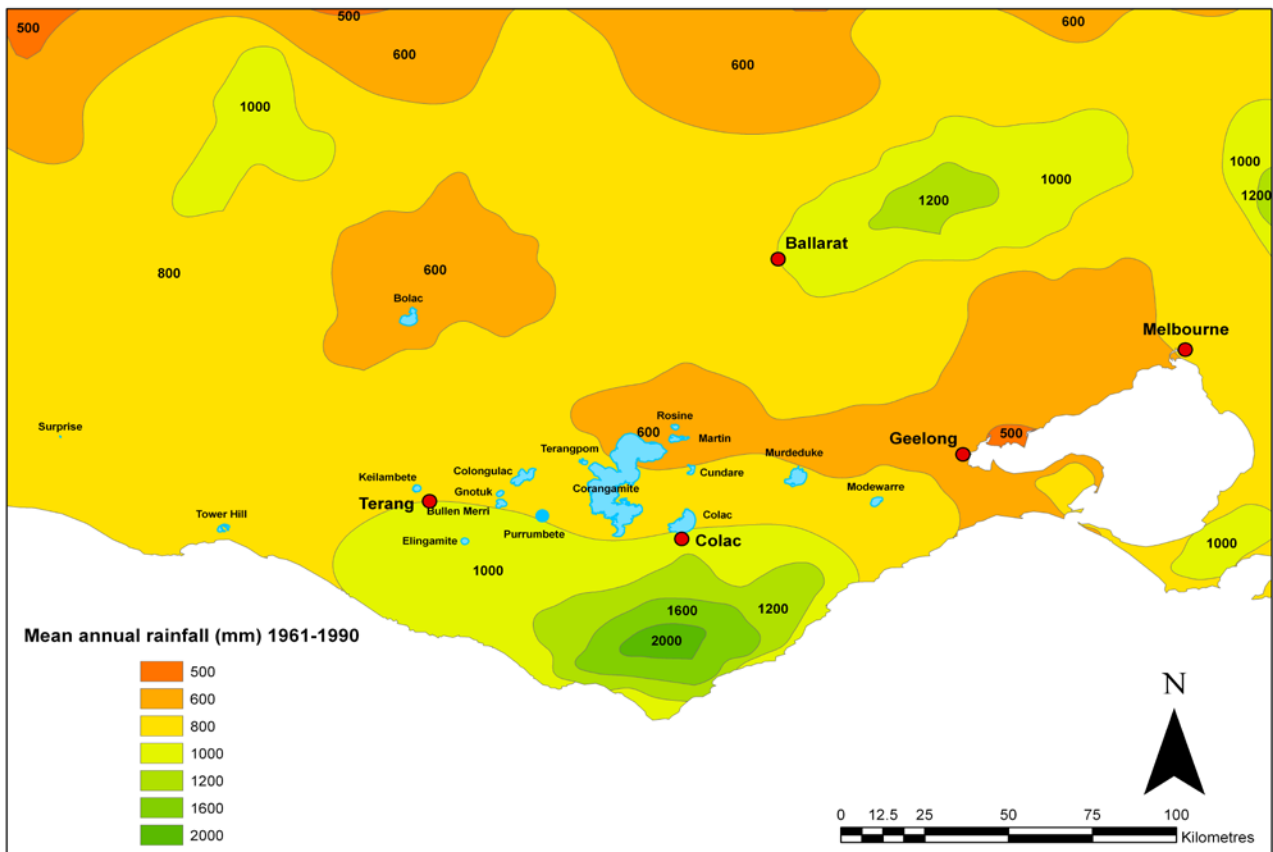 500
500
600
600
600
1000
1000
1200
1000
1200
Ballarat
800
600
Bolac
Melbourne
Surprise
Rosine
600
Martin
Geelong
500
Terangpom
Murdeduke
Colongulac
Cundare
Keilambete
Gnotuk
Corangamite
Modewarre
Terang
Bullen Merri
Tower Hill
Colac
Purrumbete
Elingamite
Colac
1000
1000
1600
1200
2000
Mean annual rainfall (mm) 1961-1990
500
600
800
1000
1200
1600
2000
N
0 12.5 25 50 75 100
Kilometres